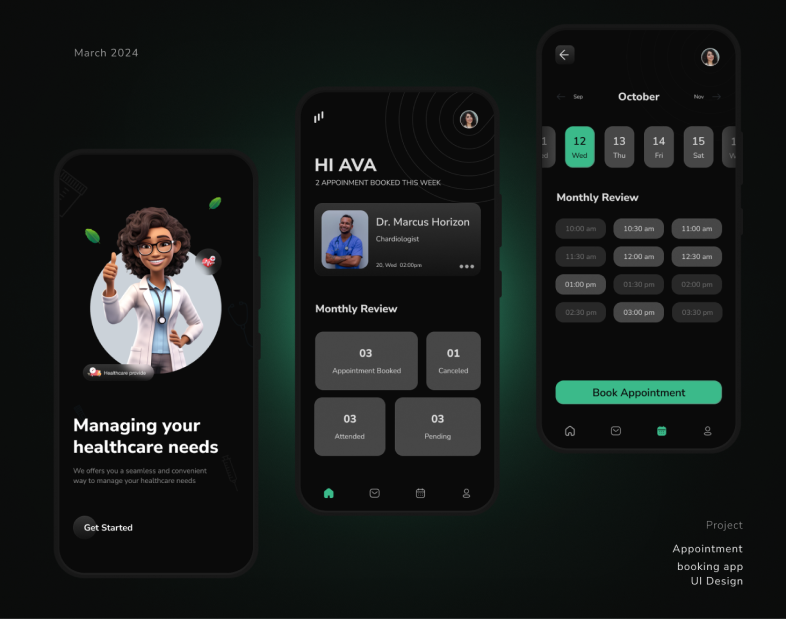 March 2024
Healthcare provide
Managing your
healthcare needs
We offers you a seamless and convenient
way to manage your healthcare needs
Get Started
HI AVA
2 APPOINMENT BOOKED THIS WEEK
Dr. Marcus Horizon
Chardiologist
20, Wed 02:00pm
Monthly Review
03
Appointment Booked
01
Canceled
03
Attended
03
Pending
Sep
October
Nov
12
Wed
13
Thu
14
Fri
15
Sat
Monthly Review
10:00 am
10:30 am
11:00 am
11:30 am
12:00 am
12:30 am
01:00 pm
01:30 pm
02:00 pm
02:30 pm
03:00 pm
03:30 pm
Book Appointment
Project
Appointment
booking app
UI Design